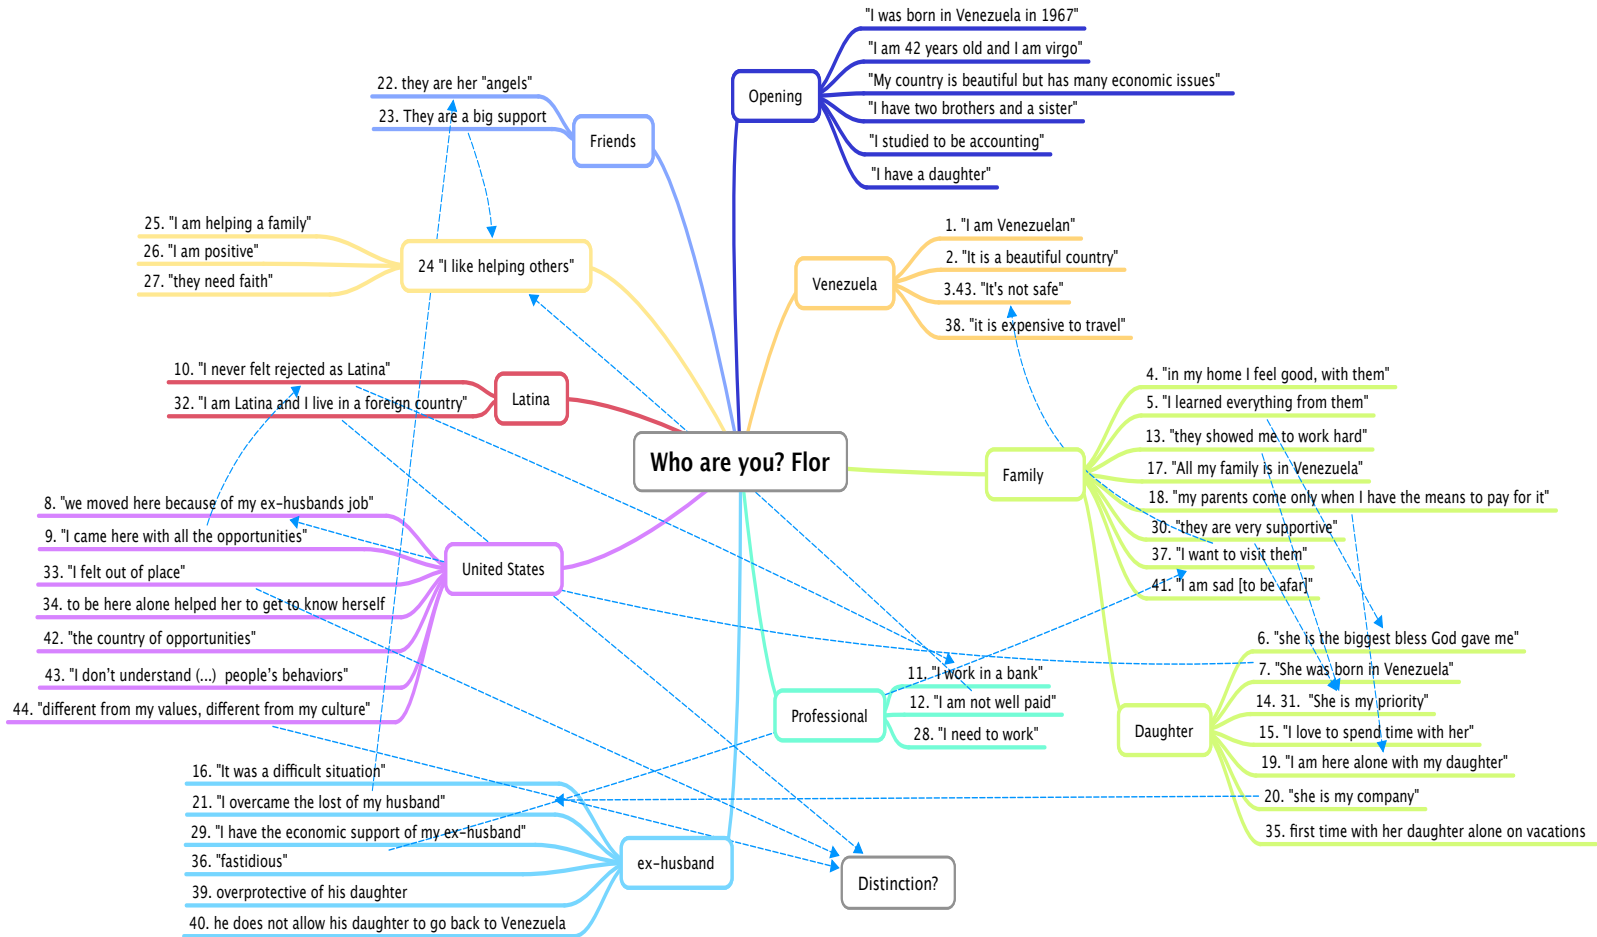 "I was born in Venezuela in 1967"
"I am 42 years old and I am virgo"
"My country is beautiful but has many economic issues"
"I have two brothers and a sister"
"I studied to be accounting"
"I have a daughter"
Opening
22. they are her "angels"
23. They are a big support
Friends
25. "I am helping a family"
26. "I am positive"
27. "they need faith"
24 "I like helping others"
1. "I am Venezuelan"
2. "It is a beautiful country"
3.43. "It's not safe"
38. "it is expensive to travel"
Venezuela
10. "I never felt rejected as Latina"
32. "I am Latina and I live in a foreign country"
Latina
Who are you? Flor
4. "in my home I feel good, with them"
5. "I learned everything from them"
13. "they showed me to work hard"
17. "All my family is in Venezuela"
18. "my parents come only when I have the means to pay for it"
30. "they are very supportive"
37. "I want to visit them"
41. "I am sad [to be afar]"
Family
8. "we moved here because of my ex-husbands job"
9. "I came here with all the opportunities"
33. "I felt out of place"
34. to be here alone helped her to get to know herself
42. "the country of opportunities"
43. "I don't understand (...) people's behaviors"
44. "different from my values, different from my culture"
United States
6. "she is the biggest bless God gave me"
7. "She was born in Venezuela"
14. 31. "She is my priority"
15. "I love to spend time with her"
19. "I am here alone with my daughter"
20. "she is my company"
35. first time with her daughter alone on vacations
Daughter
11. "I work in a bank"
12. "I am not well paid"
28. "I need to work"
Professional
16. "It was a difficult situation"
21. "I overcame the lost of my husband"
29. "I have the economic support of my ex-husband"
36. "fastidious"
39. overprotective of his daughter
40. he does not allow his daughter to go back to Venezuela
ex-husband
Distinction?